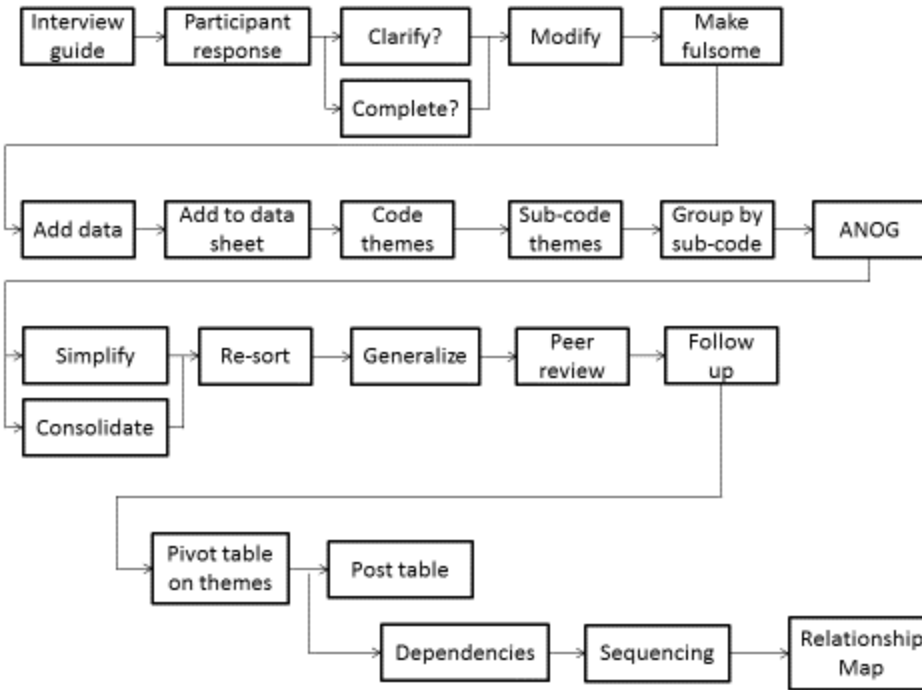 Interview
guide
Participant
response
Clarify?
Complete?
Modify
Make
fulsome
Add data
Add to data
sheet
Code
themes
Sub-code
themes
Group by
sub-code
ANOG
Simplify
Consolidate
Re-sort
Generalize
Peer
review
Follow
up
Pivot table
on themes
Post table
Dependencies
Sequencing
Relationship
Map